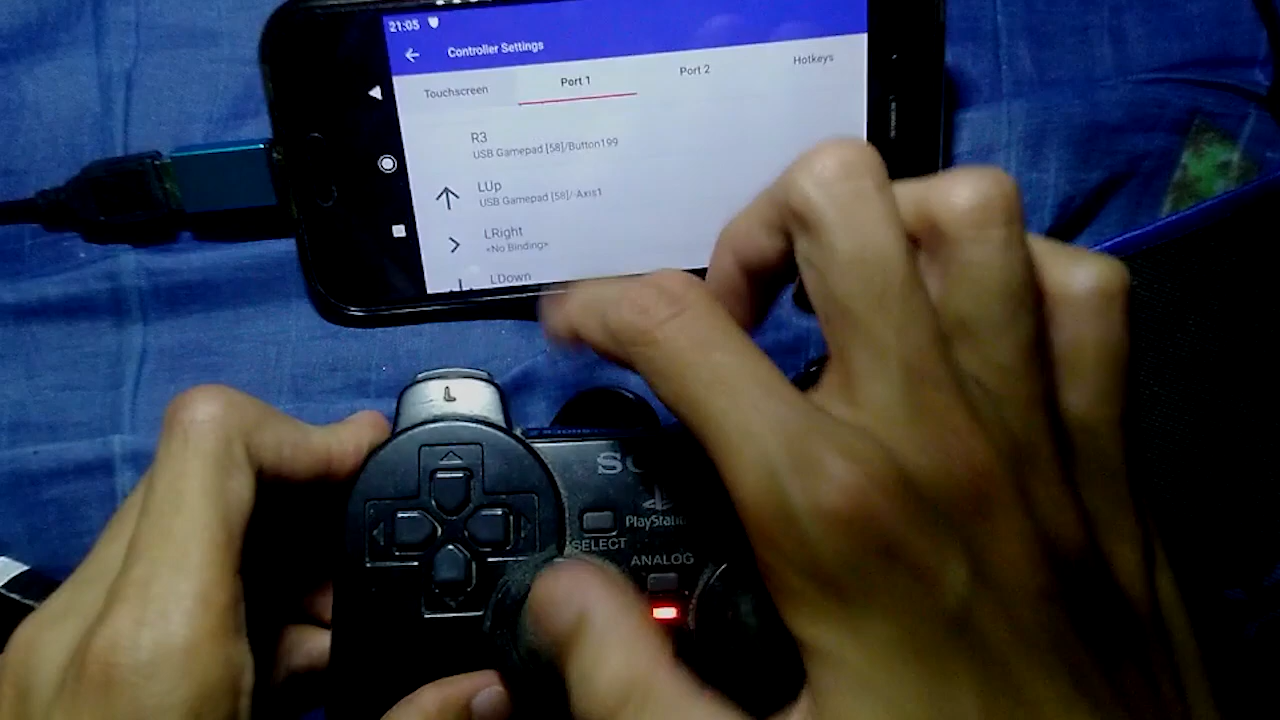 21:05
Controller Settings
Touchscreen
Port 1
Port 2
Hotkeys
R3
USB Gamepad [58]/Button199
LUp
USB Gamepad [58]/-Axis1
LRight
<No Binding>
LDown
L
SELECT
ANALOG